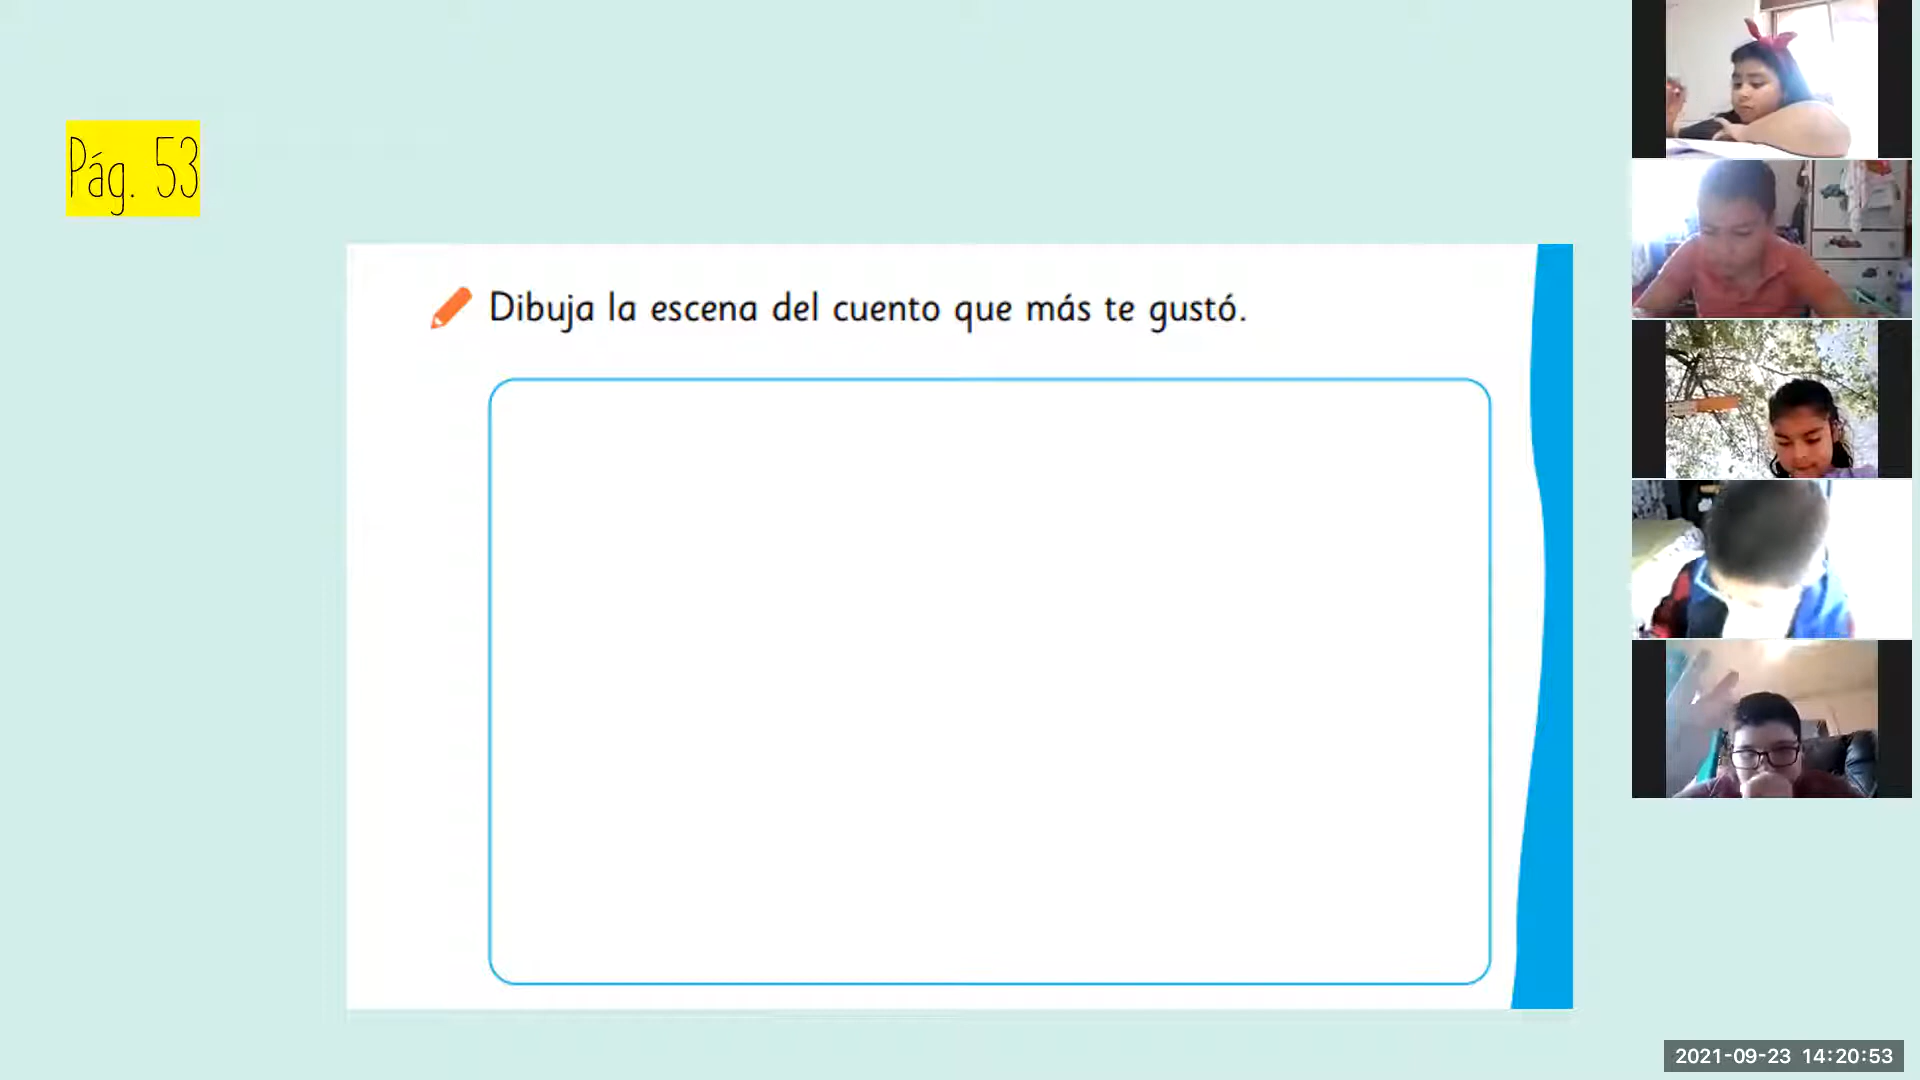 Pág. 53
Dibuja la escena del cuento que más te gustó.
2021-09-23 14:20:53